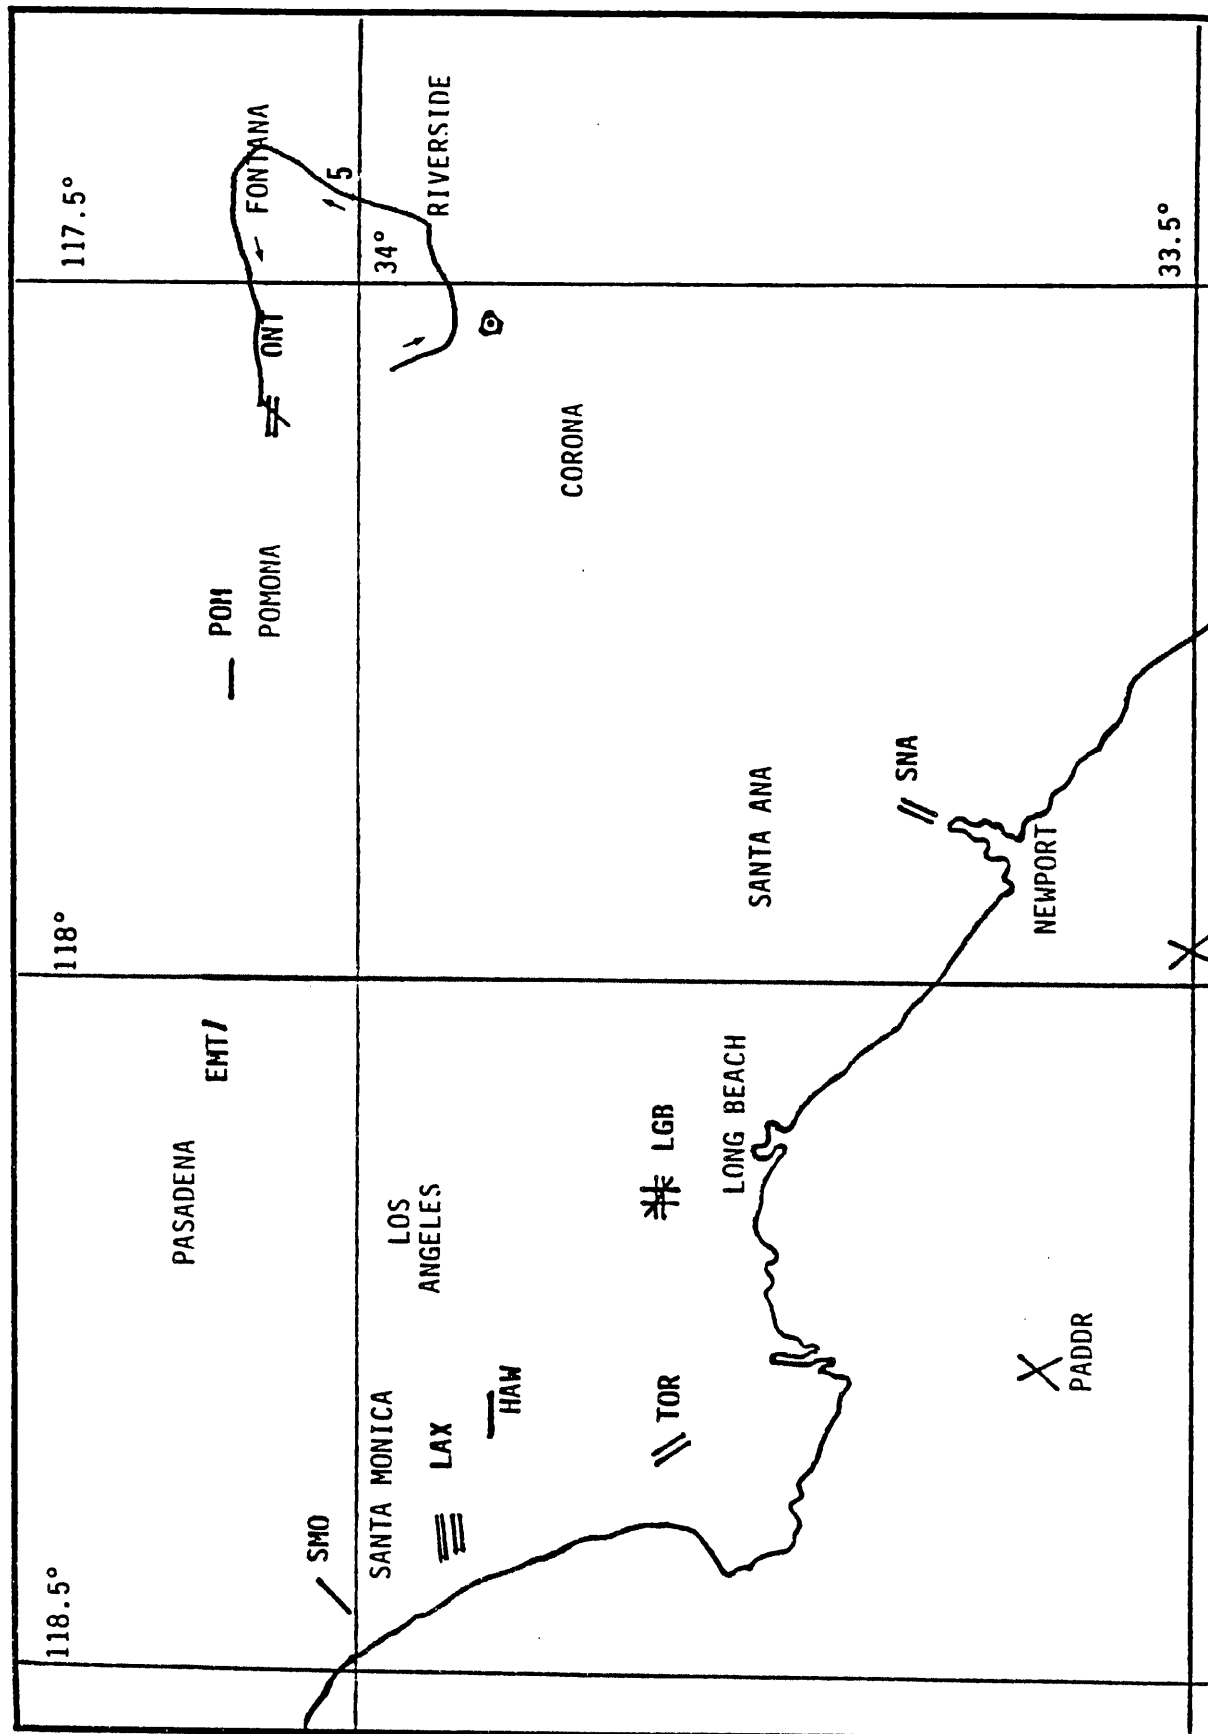 118.5°
118°
117.5°
PASADENA
EMT
POM
POMONA
ONT
FONTANA
5
SMO
34°
SANTA MONICA
LOS
ANGELES
RIVERSIDE
LAX
HAW
CORONA
TOR
LGB
LONG BEACH
SANTA ANA
SNA
NEWPORT
PADDR
33.5°